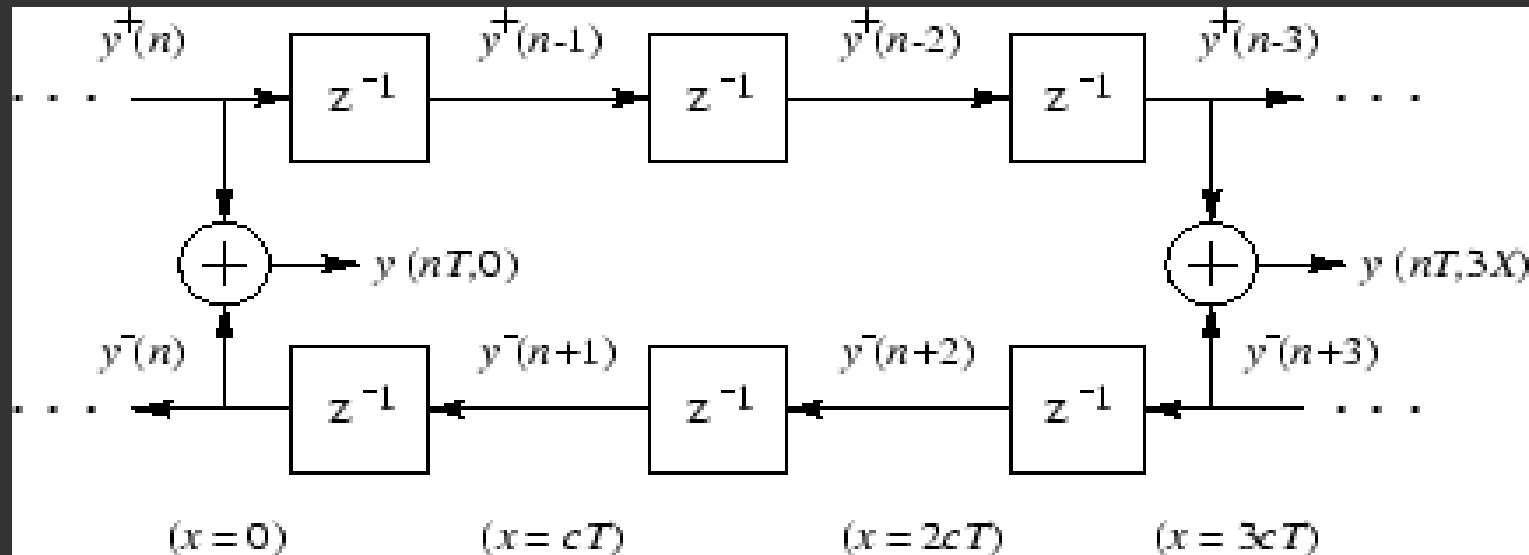 y⁺(n) y⁺(n-1) y⁺(n-2) y⁺(n-3)
. . . z⁻¹ z⁻¹ z⁻¹ . . .
+ y (nT,0) + y (nT,3X)
y⁻(n) y⁻(n+1) y⁻(n+2) y⁻(n+3)
. . . z⁻¹ z⁻¹ z⁻¹ . . .
(x = 0) (x = cT) (x = 2cT) (x = 3cT)